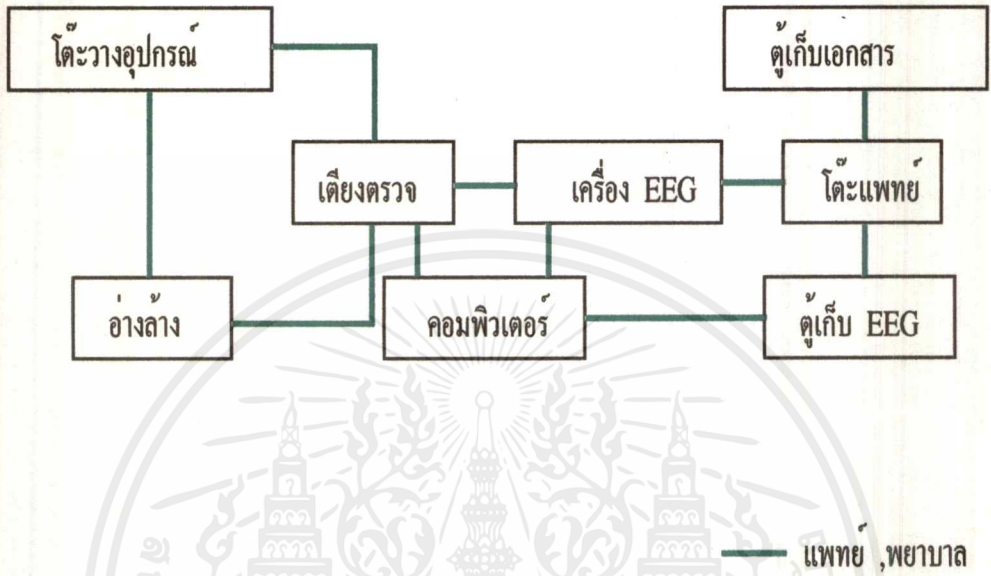 โต๊ะวางอุปกรณ์
ตู้เก็บเอกสาร
เตียงตรวจ
เครื่อง EEG
โต๊ะแพทย์
อ่างล้าง
คอมพิวเตอร์
ตู้เก็บ EEG
แพทย์ ,พยาบาล